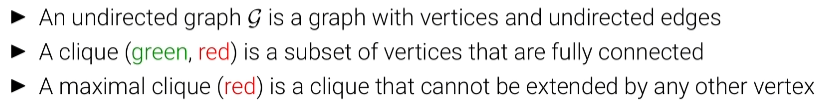 ► An undirected graph 𝒢 is a graph with vertices and undirected edges
► A clique (green, red) is a subset of vertices that are fully connected
► A maximal clique (red) is a clique that cannot be extended by any other vertex